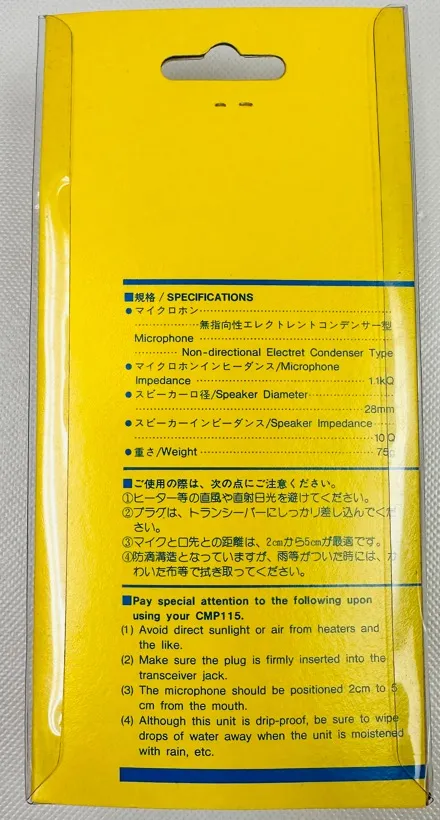 ■規格 / SPECIFICATIONS
●マイクロホン
無指向性エレクトレントコンデンサー型
Microphone
Non-directional Electret Condenser Type
●マイクロホンインピーダンス/Microphone
Impedance 1.1kΩ
●スピーカー口径/Speaker Diameter
28mm
●スピーカーインピーダンス/Speaker Impedance
10Ω
●重さ/Weight 75g
■ご使用の際は、次の点にご注意ください。
①ヒーター等の直風や直射日光を避けてください。
②プラグは、トランシーバーにしっかり差し込んでくだ
さい。
③マイクと口先との距離は、2cmから5cmが最適です。
④防滴溝造となっていますが、雨等がついた時には、か
わいた布等で拭き取ってください。
■Pay special attention to the following upon
using your CMP115.
(1) Avoid direct sunlight or air from heaters and
the like.
(2) Make sure the plug is firmly inserted into the
transceiver jack.
(3) The microphone should be positioned 2cm to 5
cm from the mouth.
(4) Although this unit is drip-proof, be sure to wipe
drops of water away when the unit is moistened
with rain, etc.